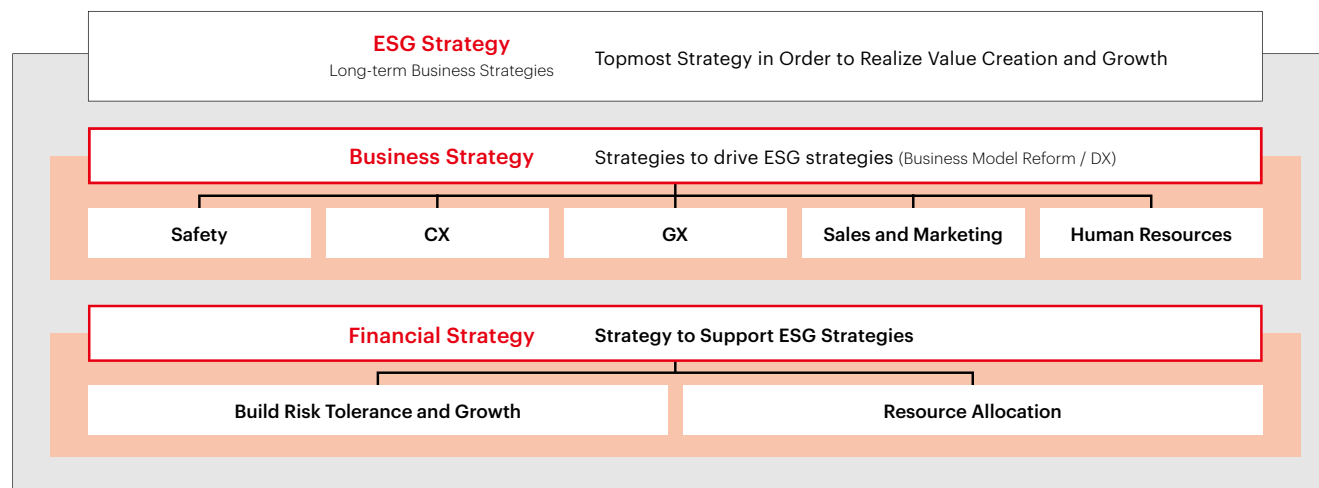 ESG Strategy
Long-term Business Strategies
Topmost Strategy in Order to Realize Value Creation and Growth
Business Strategy
Strategies to drive ESG strategies (Business Model Reform / DX)
Safety
CX
GX
Sales and Marketing
Human Resources
Financial Strategy
Strategy to Support ESG Strategies
Build Risk Tolerance and Growth
Resource Allocation